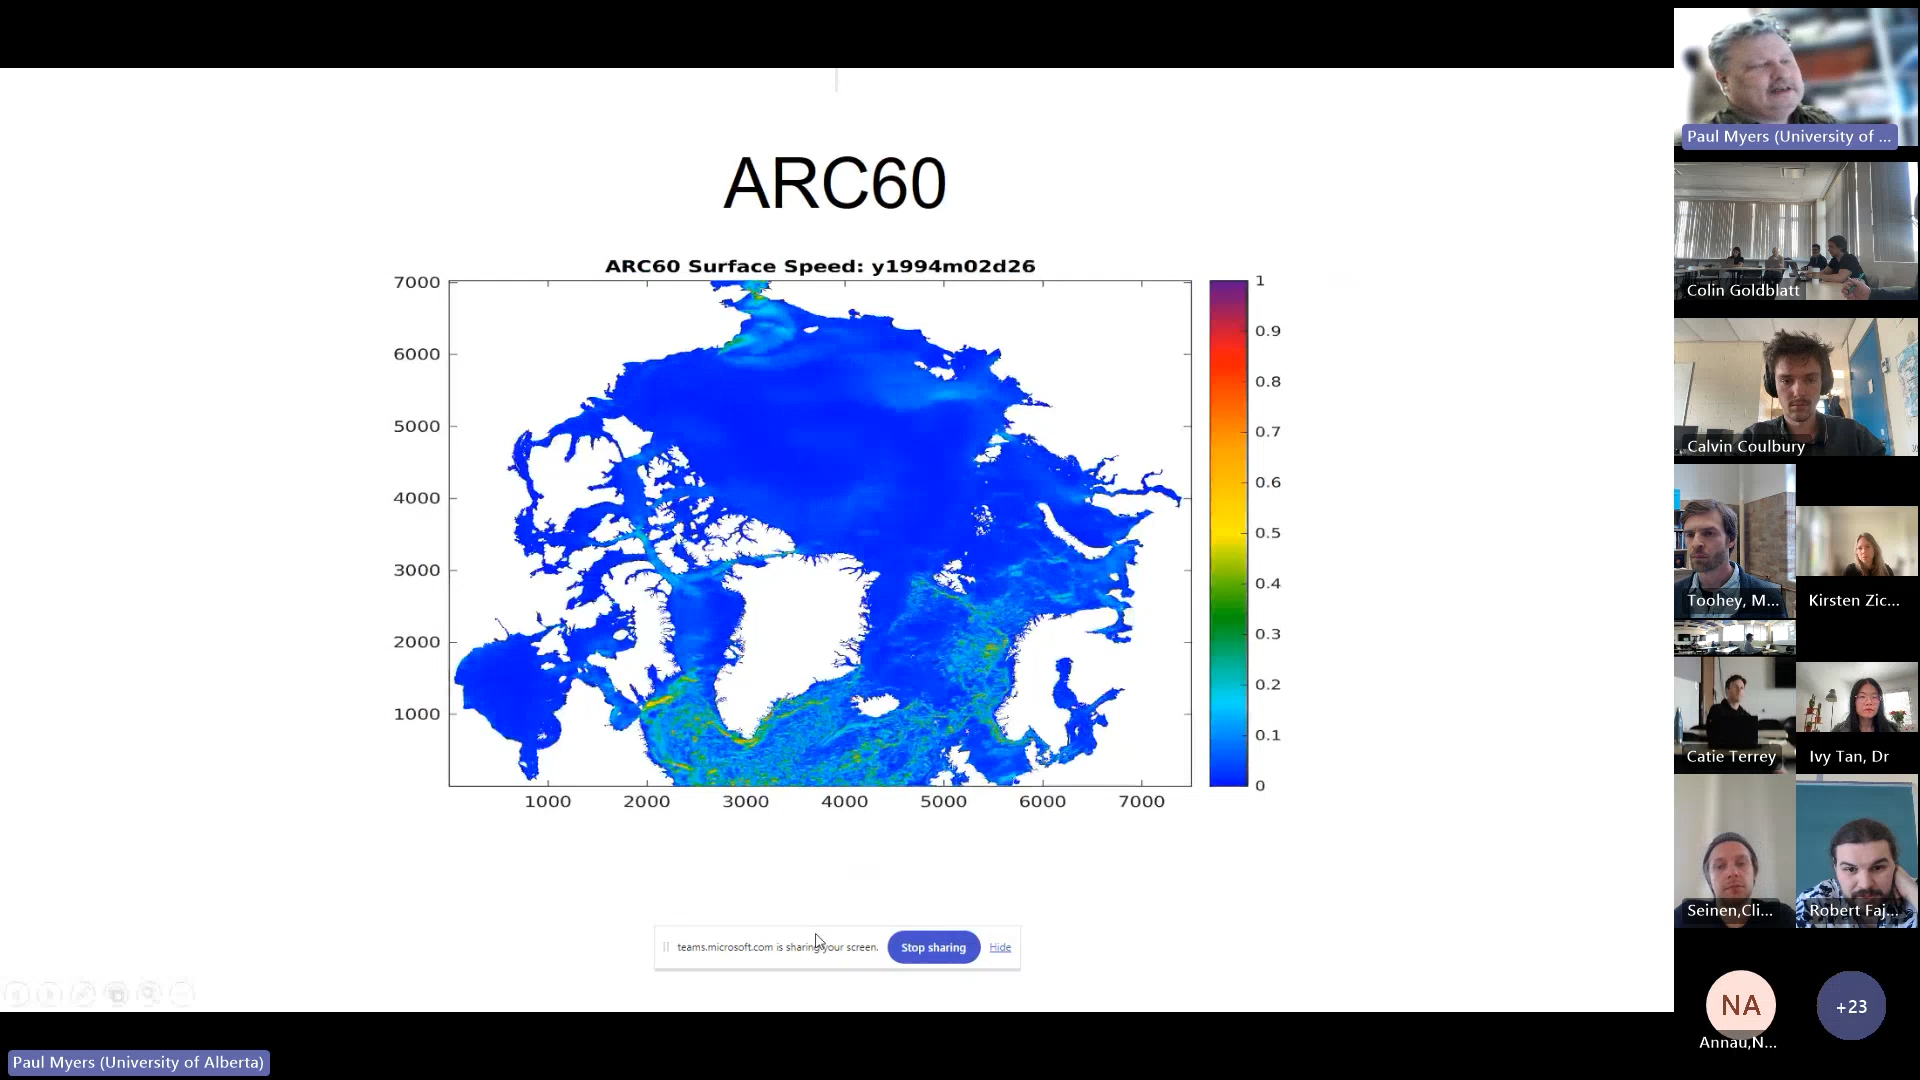 ARC60
ARC60 Surface Speed: y1994m02d26
7000
6000
5000
4000
3000
2000
1000
1000 2000 3000 4000 5000 6000 7000
1
0.9
0.8
0.7
0.6
0.5
0.4
0.3
0.2
0.1
0
teams.microsoft.com is sharing your screen.
Stop sharing
Hide
Paul Myers (University of Alberta)
Paul Myers (University of ...
Colin Goldblatt
Calvin Coulbury
Toohey, M...
Kirsten Zic...
Catie Terrey
Ivy Tan, Dr
Seinen,Cli...
Robert Faj...
NA
+23
Annau,N...